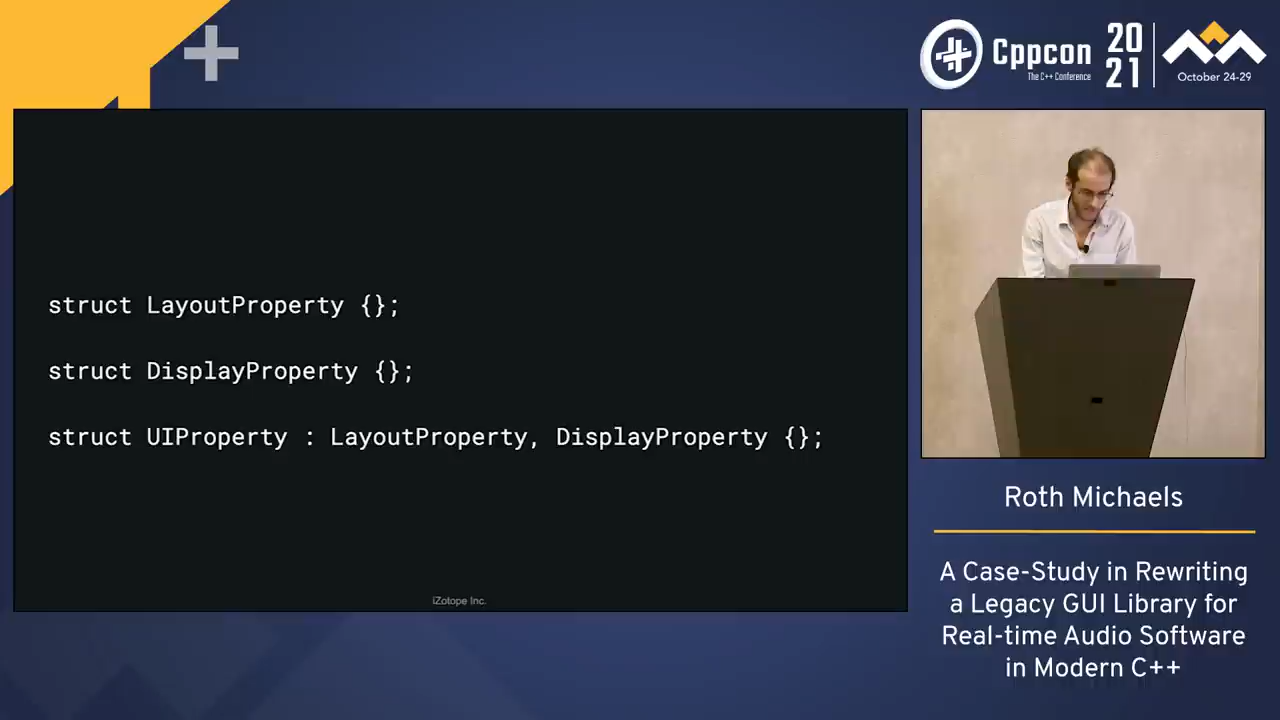 Cppcon
The C++ Conference
20
21
October 24-29
struct LayoutProperty {};
struct DisplayProperty {};
struct UIProperty : LayoutProperty, DisplayProperty {};
iZotope Inc.
Roth Michaels
A Case-Study in Rewriting
a Legacy GUI Library for
Real-time Audio Software
in Modern C++